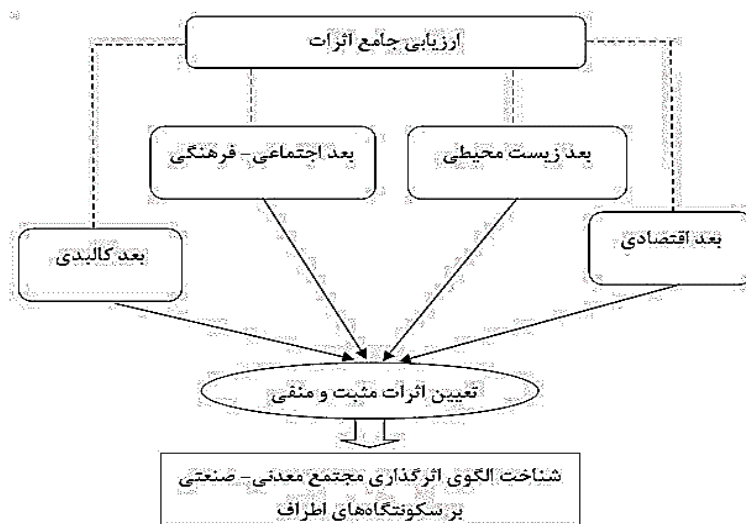 ارزیابی جامع اثرات
بعد زیست محیطی
بعد اجتماعی- فرهنگی
بعد اقتصادی
بعد کالبدی
تعیین اثرات مثبت و منفی
شناخت الگوی اثرگذاری مجتمع معدنی- صنعتی
بر سکونتگاه‌های اطراف